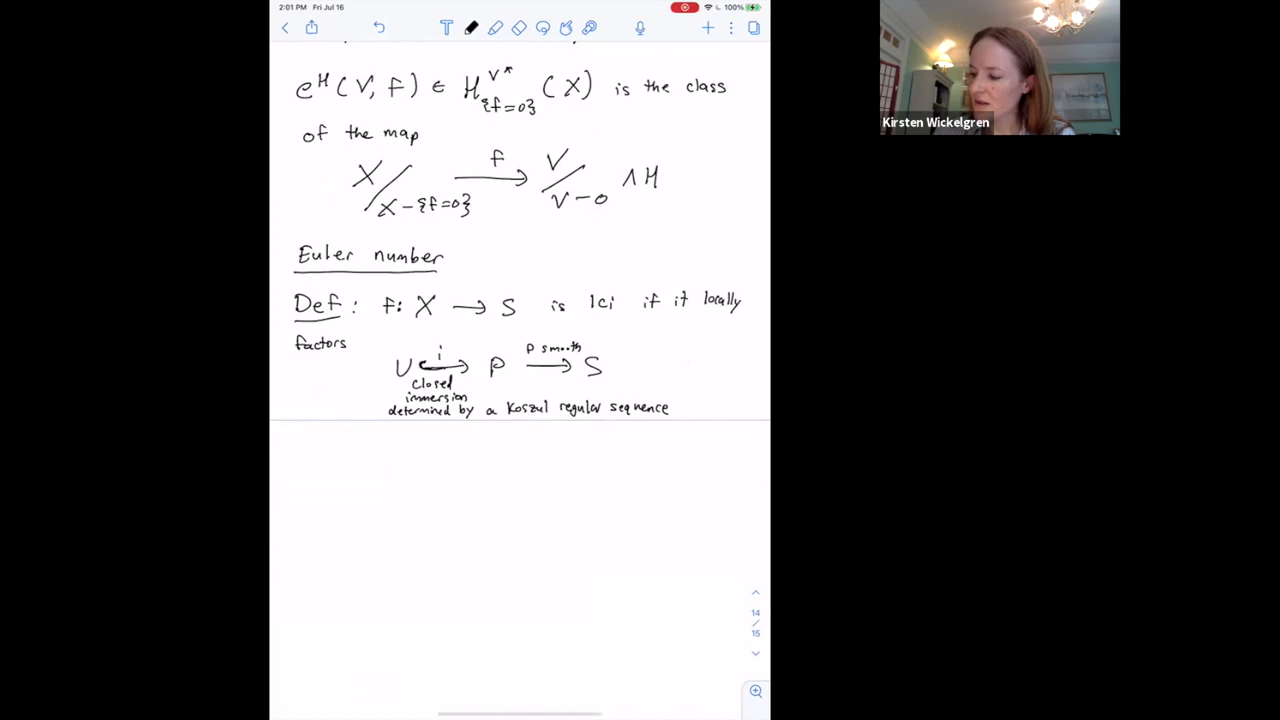 2:01 PM Fri Jul 16
100%
e^H (V, f) ∈ H^{V*}_{{f=0}} (X) is the class
of the map
X / X - {f=0} —f→ V / V - 0 ∧ H
Euler number
Def: f: X → S is lci if it locally
factors
U ↪ i P → p smooth S
closed
immersion
determined by a Koszul regular sequence
14
/
15
Kirsten Wickelgren